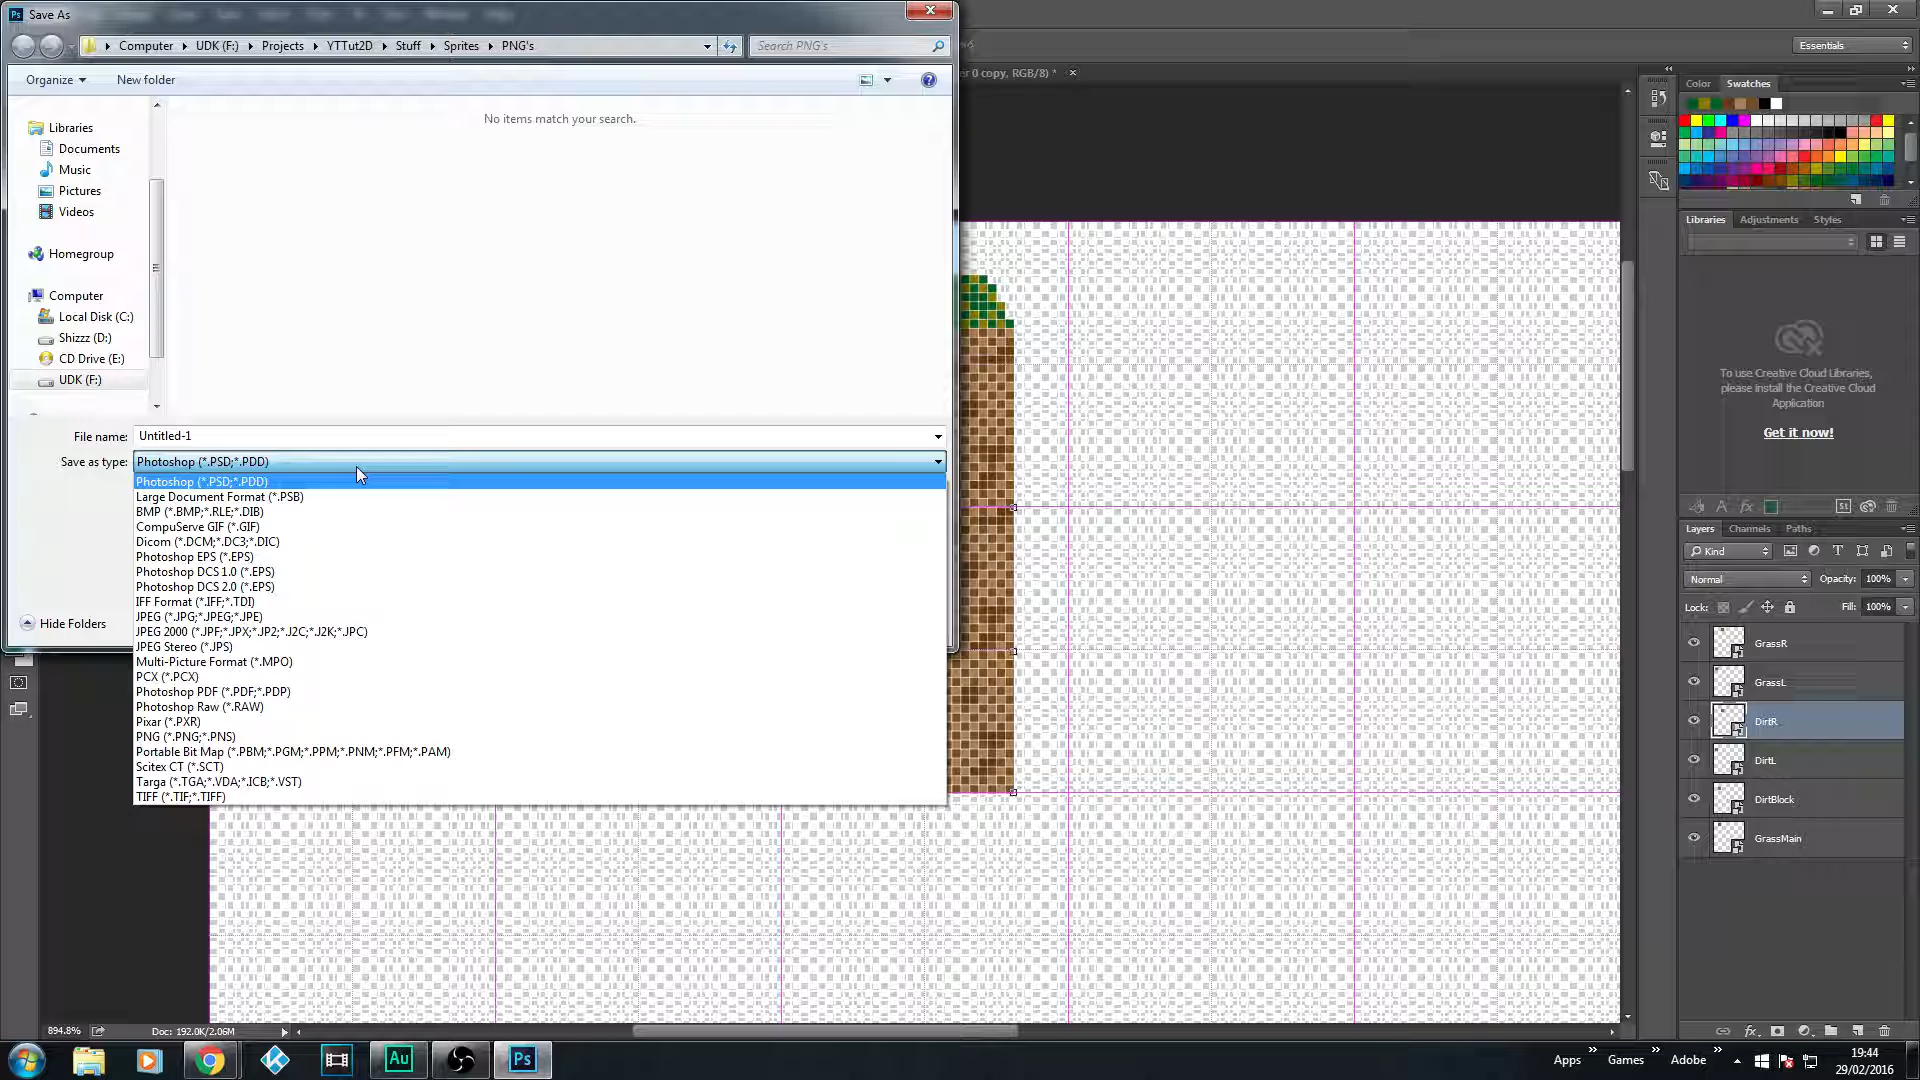 Save As
Computer UDK (F:) Projects YTTut2D Stuff Sprites PNG's
Search PNG's
Essentials
Organize New folder
er 0 copy, RGB/8) *
No items match your search.
Libraries
Documents
Music
Pictures
Videos
Homegroup
Computer
Local Disk (C:)
Shizzz (D:)
CD Drive (E:)
UDK (F:)
File name: Untitled-1
Save as type: Photoshop (*.PSD;*.PDD)
Photoshop (*.PSD;*.PDD)
Large Document Format (*.PSB)
BMP (*.BMP;*.RLE;*.DIB)
CompuServe GIF (*.GIF)
Dicom (*.DCM;*.DC3;*.DIC)
Photoshop EPS (*.EPS)
Photoshop DCS 1.0 (*.EPS)
Photoshop DCS 2.0 (*.EPS)
IFF Format (*.IFF;*.TDI)
JPEG (*.JPG;*.JPEG;*.JPE)
JPEG 2000 (*.JPF;*.JPX;*.JP2;*.J2C;*.J2K;*.JPC)
JPEG Stereo (*.JPS)
Multi-Picture Format (*.MPO)
PCX (*.PCX)
Photoshop PDF (*.PDF;*.PDP)
Photoshop Raw (*.RAW)
Pixar (*.PXR)
PNG (*.PNG;*.PNS)
Portable Bit Map (*.PBM;*.PGM;*.PPM;*.PNM;*.PFM;*.PAM)
Scitex CT (*.SCT)
Targa (*.TGA;*.VDA;*.ICB;*.VST)
TIFF (*.TIF;*.TIFF)
Hide Folders
Color Swatches
Libraries Adjustments Styles
To use Creative Cloud Libraries,
please install the Creative Cloud
Application
Get it now!
Layers Channels Paths
Kind
Normal Opacity: 100%
Lock: Fill: 100%
GrassR
GrassL
DirtR
DirtL
DirtBlock
GrassMain
894.8% Doc: 192.0K/2.06M
Au Ps
Apps Games Adobe
19:44
29/02/2016